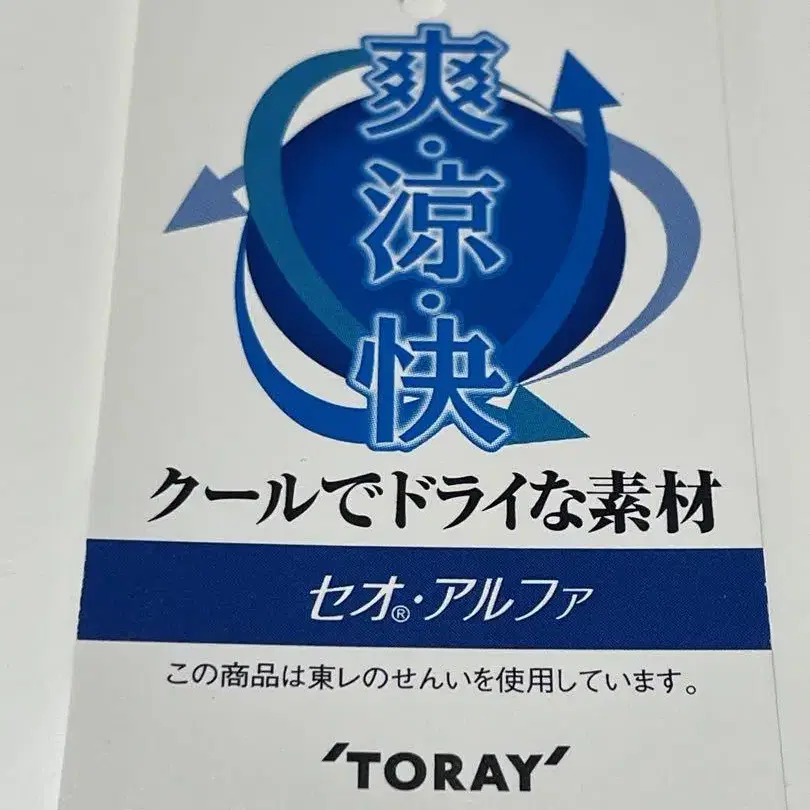 爽・涼・快
クールでドライな素材
セオ®・アルファ
この商品は東レのせんいを使用しています。
'TORAY'